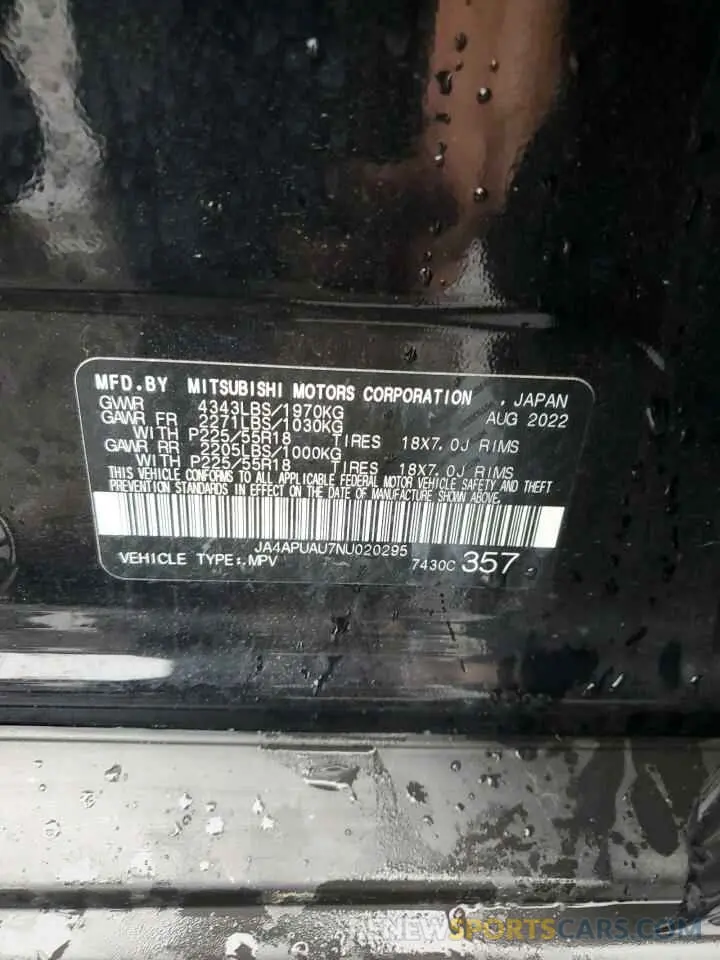 MFD.BY MITSUBISHI MOTORS CORPORATION , JAPAN
GVWR 4343LBS/1970KG AUG 2022
GAWR FR 2271LBS/1030KG
WITH P225/55R18 TIRES 18X7.0J RIMS
GAWR RR 2205LBS/1000KG
WITH P225/55R18 TIRES 18X7.0J RIMS
THIS VEHICLE CONFORMS TO ALL APPLICABLE FEDERAL MOTOR VEHICLE SAFETY AND THEFT
PREVENTION STANDARDS IN EFFECT ON THE DATE OF MANUFACTURE SHOWN ABOVE.
JA4APUAU7NU020295
VEHICLE TYPE:.MPV 7430C 357
RENEWSPORTSCARS.COM